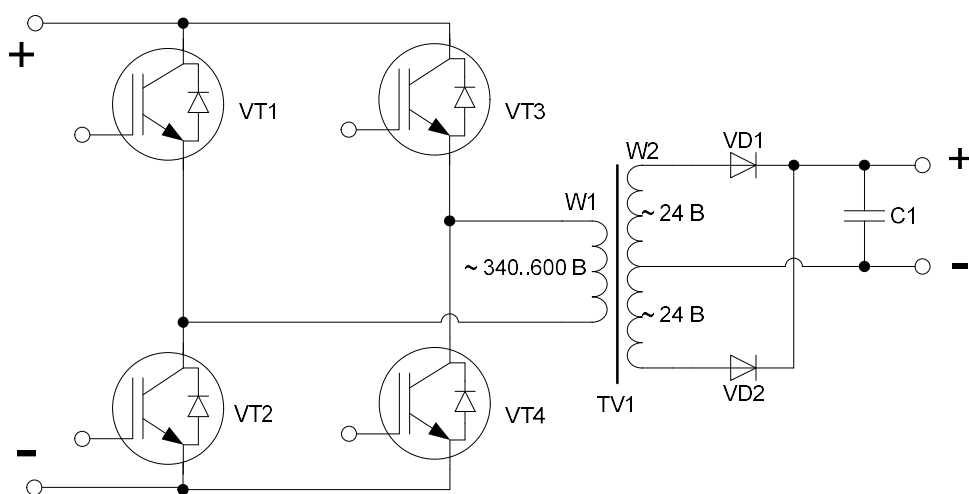 +
VT1
VT3
VD1
W2
+
W1
~ 24 В
C1
~ 340..600 В
-
~ 24 В
VT2
VT4
TV1
VD2
-